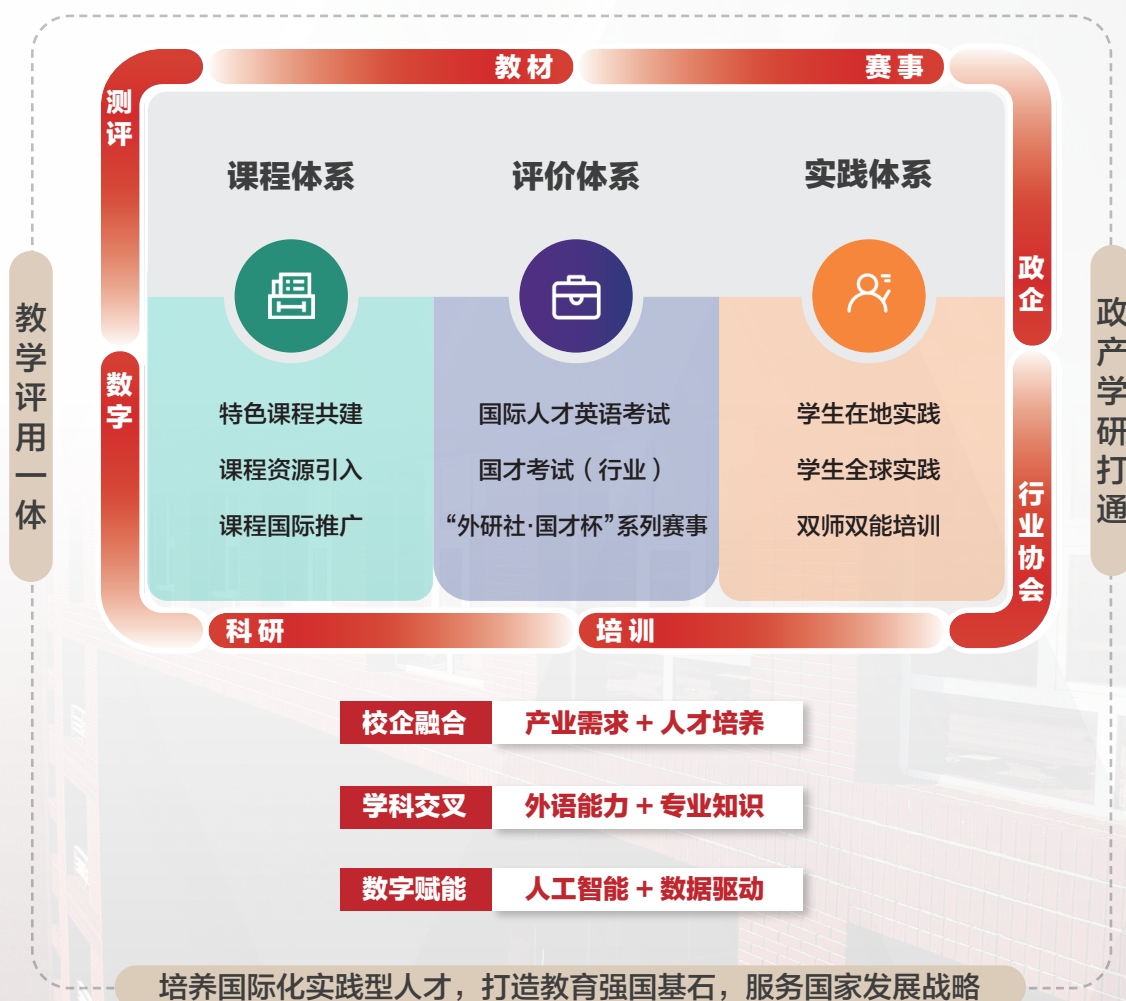 教材
赛事
测评
课程体系
评价体系
实践体系
政企
教学评用一体
政产学研打通
数字
特色课程共建
国际人才英语考试
学生在地实践
课程资源引入
国才考试（行业）
学生全球实践
课程国际推广
“外研社·国才杯”系列赛事
双师双能培训
行业协会
科研
培训
校企融合
产业需求 + 人才培养
学科交叉
外语能力 + 专业知识
数字赋能
人工智能 + 数据驱动
培养国际化实践型人才，打造教育强国基石，服务国家发展战略